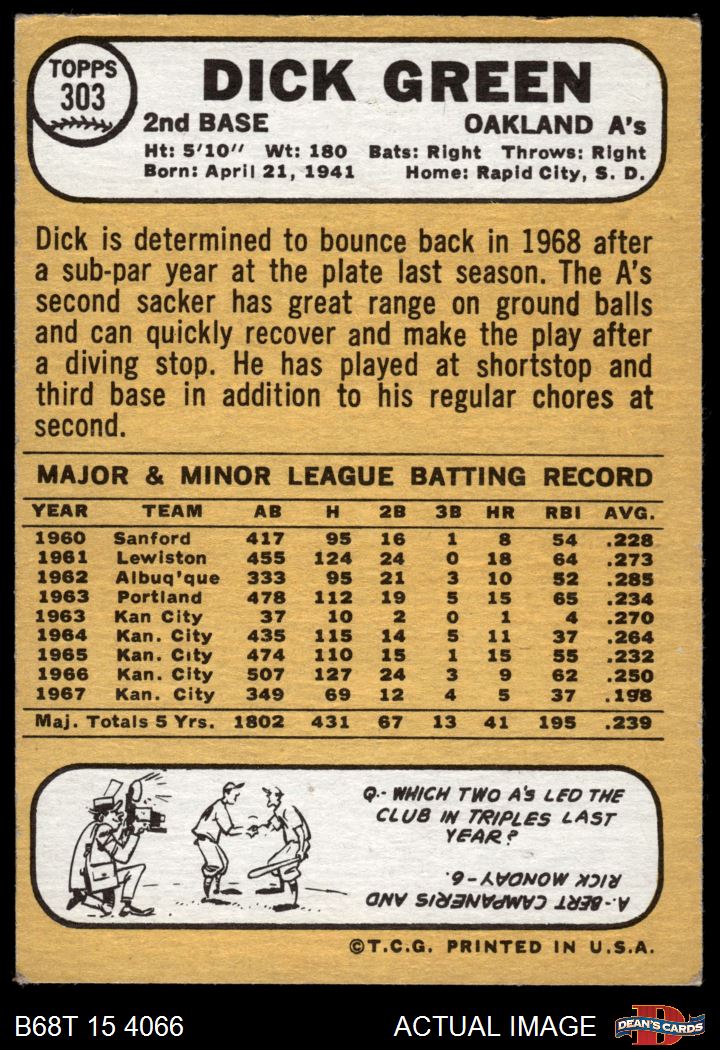 TOPPS
303
DICK GREEN
2nd BASE OAKLAND A's
Ht: 5'10" Wt: 180 Bats: Right Throws: Right
Born: April 21, 1941 Home: Rapid City, S. D.
Dick is determined to bounce back in 1968 after
a sub-par year at the plate last season. The A's
second sacker has great range on ground balls
and can quickly recover and make the play after
a diving stop. He has played at shortstop and
third base in addition to his regular chores at
second.
MAJOR & MINOR LEAGUE BATTING RECORD
YEAR TEAM AB H 2B 3B HR RBI AVG.
1960 Sanford 417 95 16 1 8 54 .228
1961 Lewiston 455 124 24 0 18 64 .273
1962 Albuq'que 333 95 21 3 10 52 .285
1963 Portland 478 112 19 5 15 65 .234
1963 Kan City 37 10 2 0 1 4 .270
1964 Kan. City 435 115 14 5 11 37 .264
1965 Kan. City 474 110 15 1 15 55 .232
1966 Kan. City 507 127 24 3 9 62 .250
1967 Kan. City 349 69 12 4 5 37 .198
Maj. Totals 5 Yrs. 1802 431 67 13 41 195 .239
Q.- WHICH TWO A'S LED THE
CLUB IN TRIPLES LAST
YEAR?
A.- BERT CAMPANERIS AND
RICK MONDAY - 6.
©T.C.G. PRINTED IN U.S.A.
B68T 15 4066 ACTUAL IMAGE
D
DEAN'S CARDS